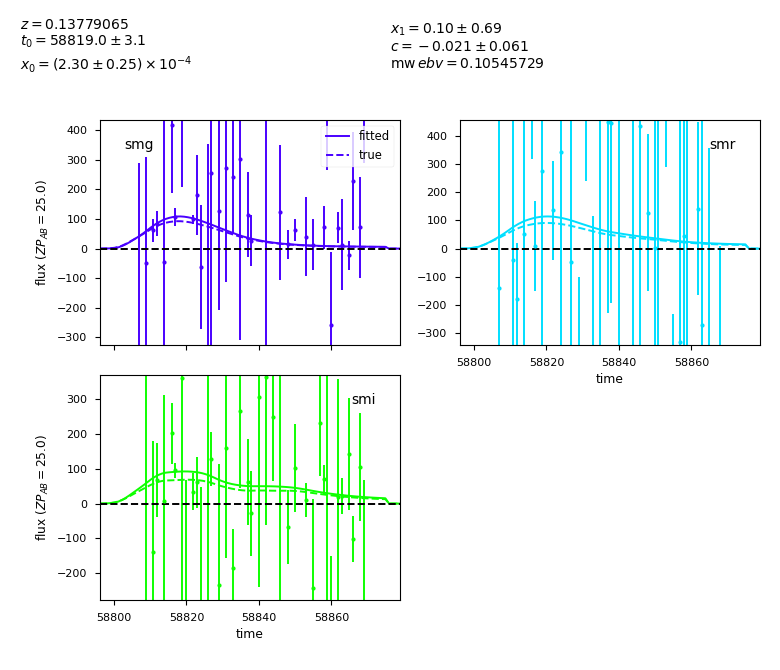 z = 0.13779065
t₀ = 58819.0 ± 3.1
x₀ = (2.30 ± 0.25) × 10⁻⁴
x₁ = 0.10 ± 0.69
c = −0.021 ± 0.061
mw ebv = 0.10545729
400
300
200
100
0
−100
−200
−300
flux (ZP_AB = 25.0)
smg
fitted
true
400
300
200
100
0
−100
−200
−300
smr
58800
58820
58840
58860
time
300
200
100
0
−100
−200
flux (ZP_AB = 25.0)
smi
58800
58820
58840
58860
time